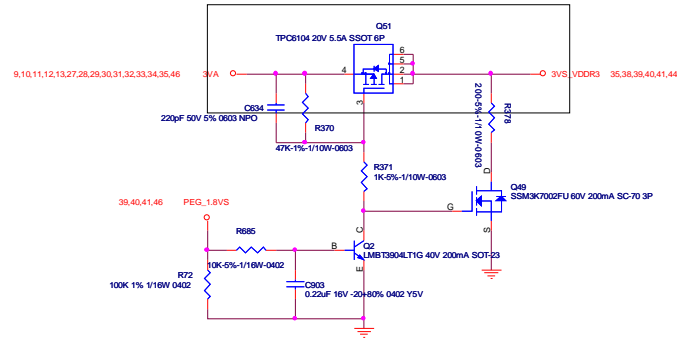 Q51
TPC6104 20V 5.5A SSOT 6P
9,10,11,12,13,27,28,29,30,31,32,33,34,35,46
3VA
4
6
5
2
1
3
3VS_VDDR3
35,38,39,40,41,44
C634
220pF 50V 5% 0603 NPO
R370
47K-1%-1/10W-0603
R378
200-5%-1/10W-0603
R371
1K-5%-1/10W-0603
D
G
S
Q49
SSM3K7002FU 60V 200mA SC-70 3P
39,40,41,46
PEG_1.8VS
R685
10K-5%-1/16W-0402
B
C
E
Q2
LMBT3904LT1G 40V 200mA SOT-23
R72
100K 1% 1/16W 0402
C903
0.22uF 16V -20+80% 0402 Y5V